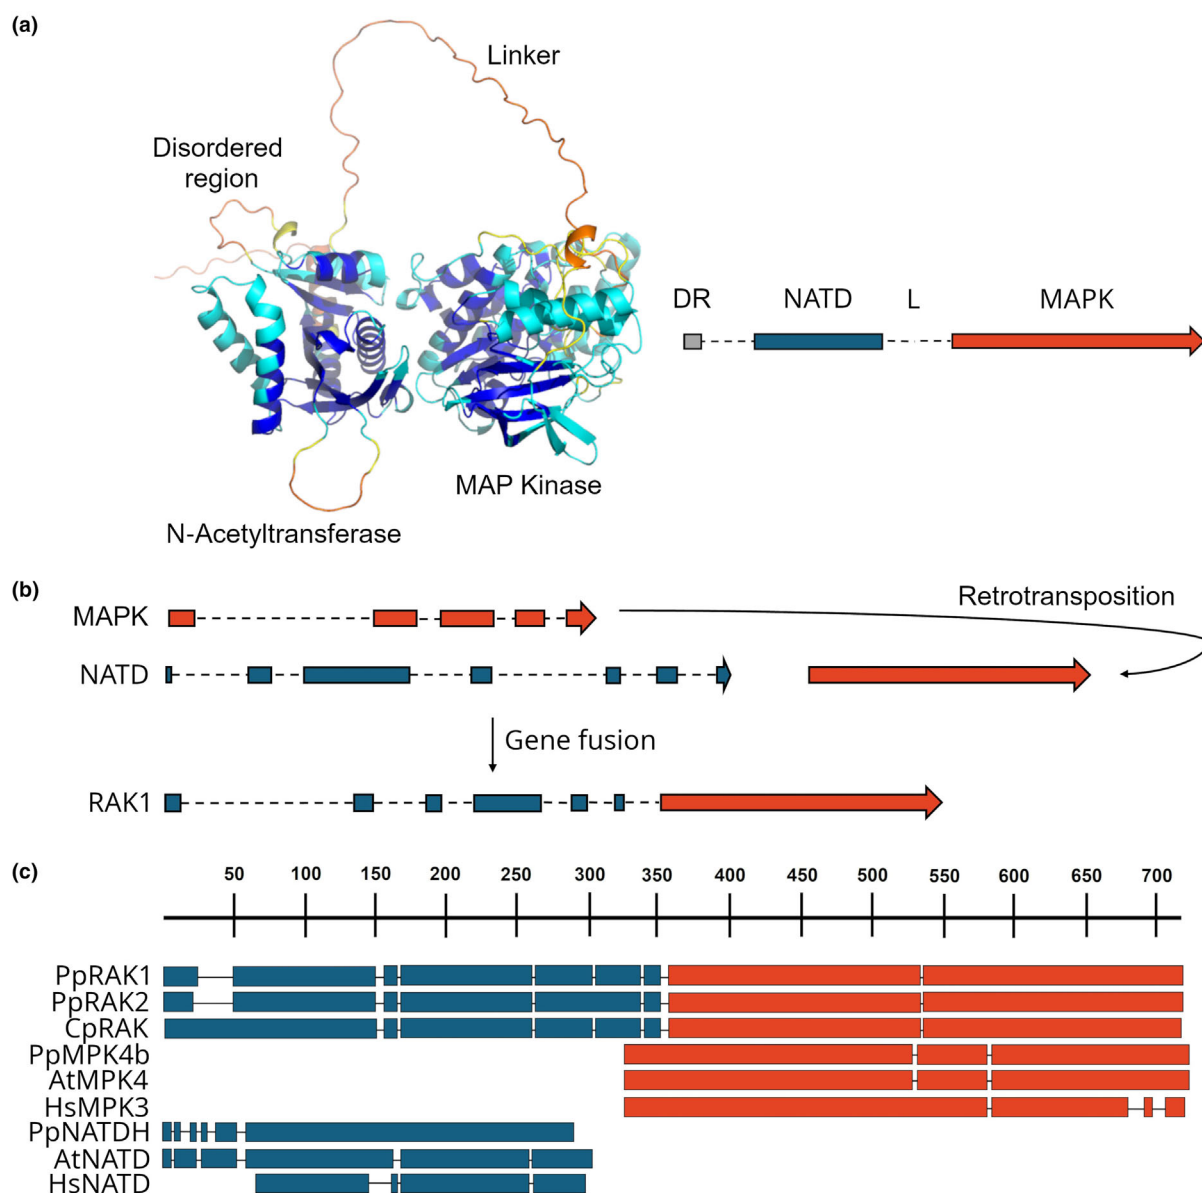 (a)
Linker
Disordered
region
DR NATD L MAPK
MAP Kinase
N-Acetyltransferase
(b)
MAPK
Retrotransposition
NATD
Gene fusion
RAK1
(c)
50 100 150 200 250 300 350 400 450 500 550 600 650 700
PpRAK1
PpRAK2
CpRAK
PpMPK4b
AtMPK4
HsMPK3
PpNATDH
AtNATD
HsNATD